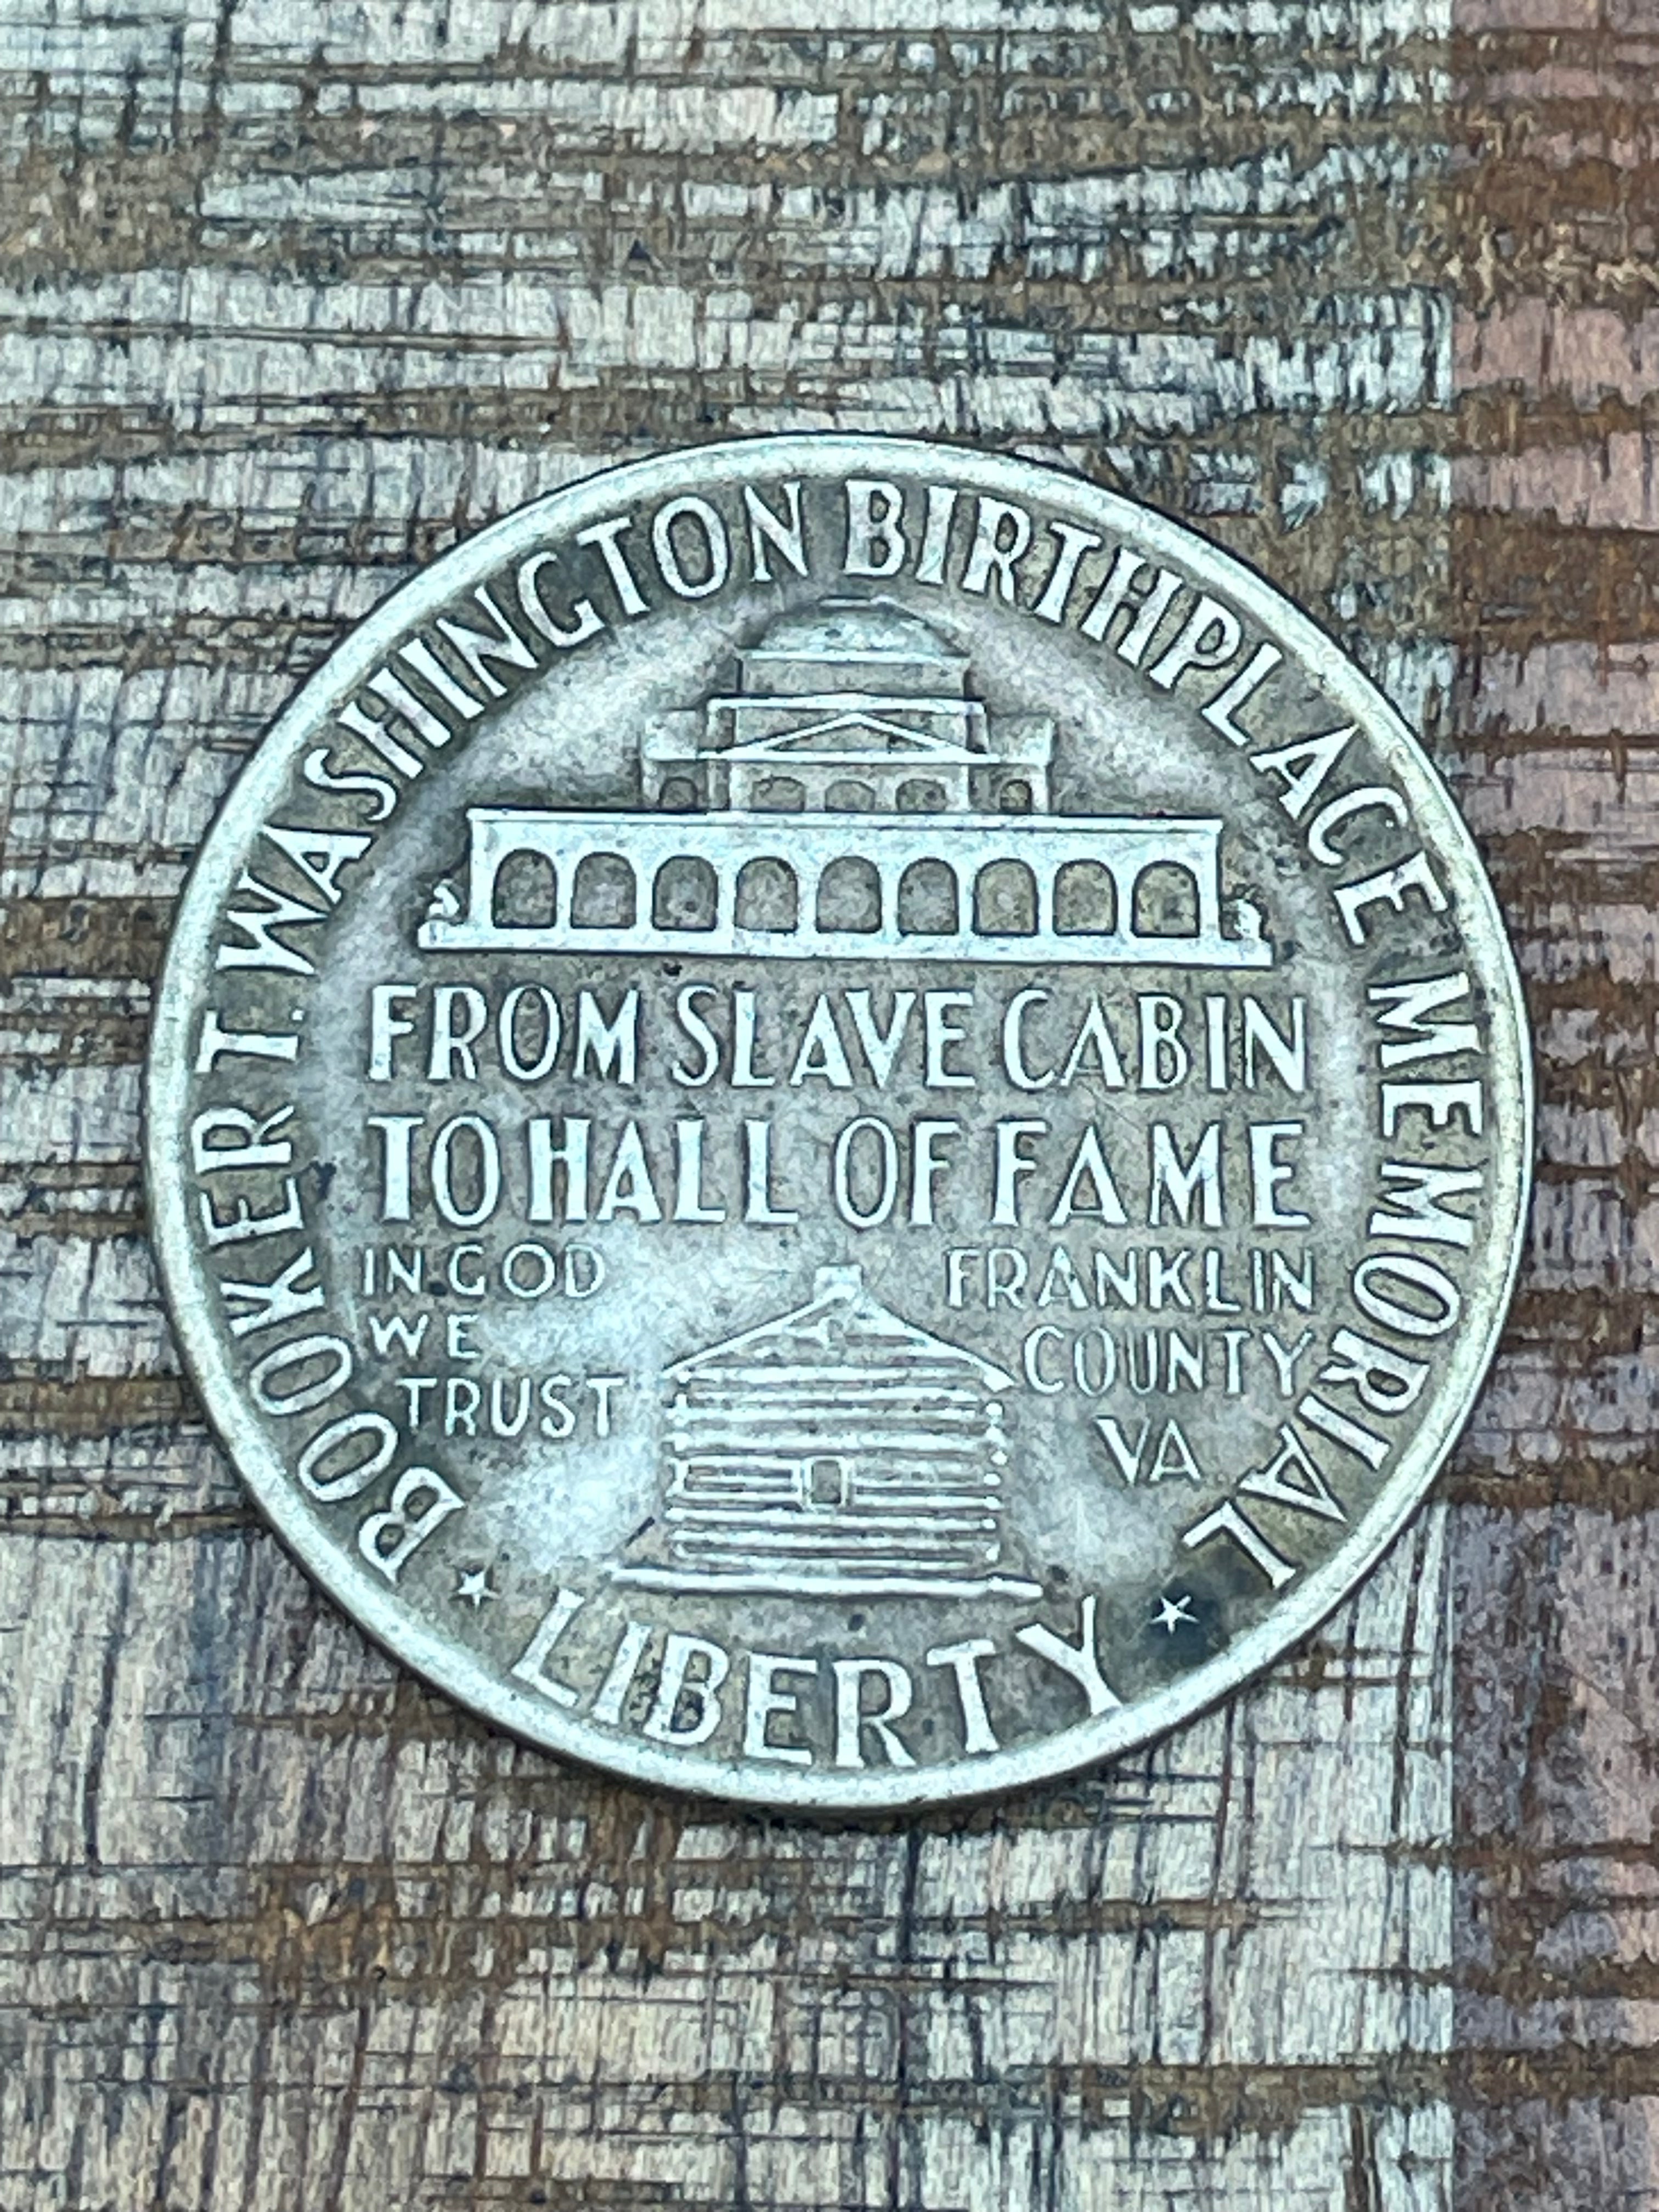 BOOKER T. WASHINGTON BIRTHPLACE MEMORIAL
FROM SLAVE CABIN
TO HALL OF FAME
IN GOD
WE
TRUST
FRANKLIN
COUNTY
VA
LIBERTY